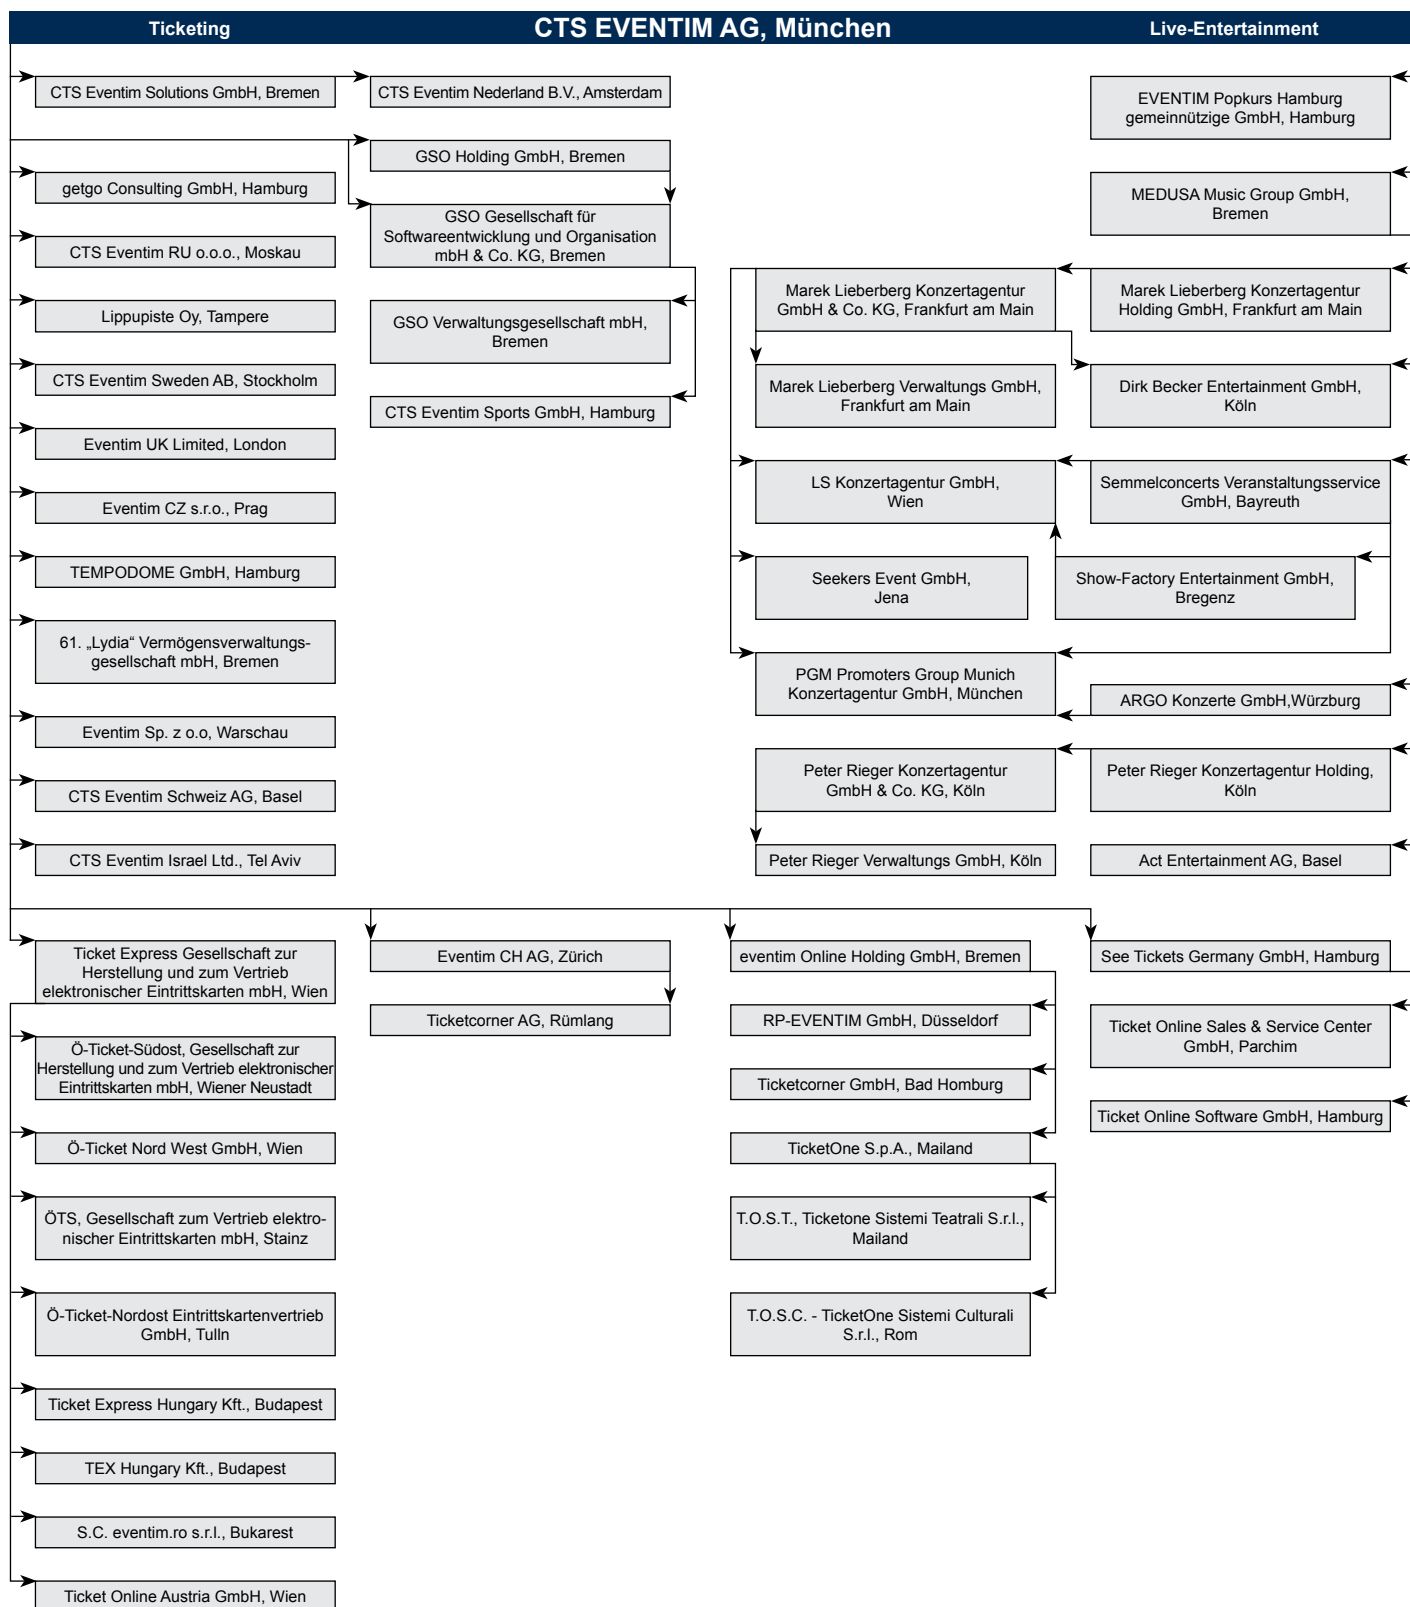 Ticketing
CTS EVENTIM AG, München
Live-Entertainment
CTS Eventim Solutions GmbH, Bremen
CTS Eventim Nederland B.V., Amsterdam
EVENTIM Popkurs Hamburg
gemeinnützige GmbH, Hamburg
GSO Holding GmbH, Bremen
getgo Consulting GmbH, Hamburg
MEDUSA Music Group GmbH,
Bremen
GSO Gesellschaft für
Softwareentwicklung und Organisation
mbH & Co. KG, Bremen
CTS Eventim RU o.o.o., Moskau
Marek Lieberberg Konzertagentur
GmbH & Co. KG, Frankfurt am Main
Marek Lieberberg Konzertagentur
Holding GmbH, Frankfurt am Main
Lippupiste Oy, Tampere
GSO Verwaltungsgesellschaft mbH,
Bremen
CTS Eventim Sweden AB, Stockholm
Marek Lieberberg Verwaltungs GmbH,
Frankfurt am Main
Dirk Becker Entertainment GmbH,
Köln
CTS Eventim Sports GmbH, Hamburg
Eventim UK Limited, London
LS Konzertagentur GmbH,
Wien
Semmelconcerts Veranstaltungsservice
GmbH, Bayreuth
Eventim CZ s.r.o., Prag
TEMPODOME GmbH, Hamburg
Seekers Event GmbH,
Jena
Show-Factory Entertainment GmbH,
Bregenz
61. „Lydia“ Vermögensverwaltungs-
gesellschaft mbH, Bremen
PGM Promoters Group Munich
Konzertagentur GmbH, München
ARGO Konzerte GmbH,Würzburg
Eventim Sp. z o.o, Warschau
Peter Rieger Konzertagentur
GmbH & Co. KG, Köln
Peter Rieger Konzertagentur Holding,
Köln
CTS Eventim Schweiz AG, Basel
CTS Eventim Israel Ltd., Tel Aviv
Peter Rieger Verwaltungs GmbH, Köln
Act Entertainment AG, Basel
Ticket Express Gesellschaft zur
Herstellung und zum Vertrieb
elektronischer Eintrittskarten mbH, Wien
Eventim CH AG, Zürich
eventim Online Holding GmbH, Bremen
See Tickets Germany GmbH, Hamburg
Ticketcorner AG, Rümlang
RP-EVENTIM GmbH, Düsseldorf
Ticket Online Sales & Service Center
GmbH, Parchim
Ö-Ticket-Südost, Gesellschaft zur
Herstellung und zum Vertrieb elektronischer
Eintrittskarten mbH, Wiener Neustadt
Ticketcorner GmbH, Bad Homburg
Ticket Online Software GmbH, Hamburg
Ö-Ticket Nord West GmbH, Wien
TicketOne S.p.A., Mailand
ÖTS, Gesellschaft zum Vertrieb elektro-
nischer Eintrittskarten mbH, Stainz
T.O.S.T., Ticketone Sistemi Teatrali S.r.l.,
Mailand
Ö-Ticket-Nordost Eintrittskartenvertrieb
GmbH, Tulln
T.O.S.C. - TicketOne Sistemi Culturali
S.r.l., Rom
Ticket Express Hungary Kft., Budapest
TEX Hungary Kft., Budapest
S.C. eventim.ro s.r.l., Bukarest
Ticket Online Austria GmbH, Wien